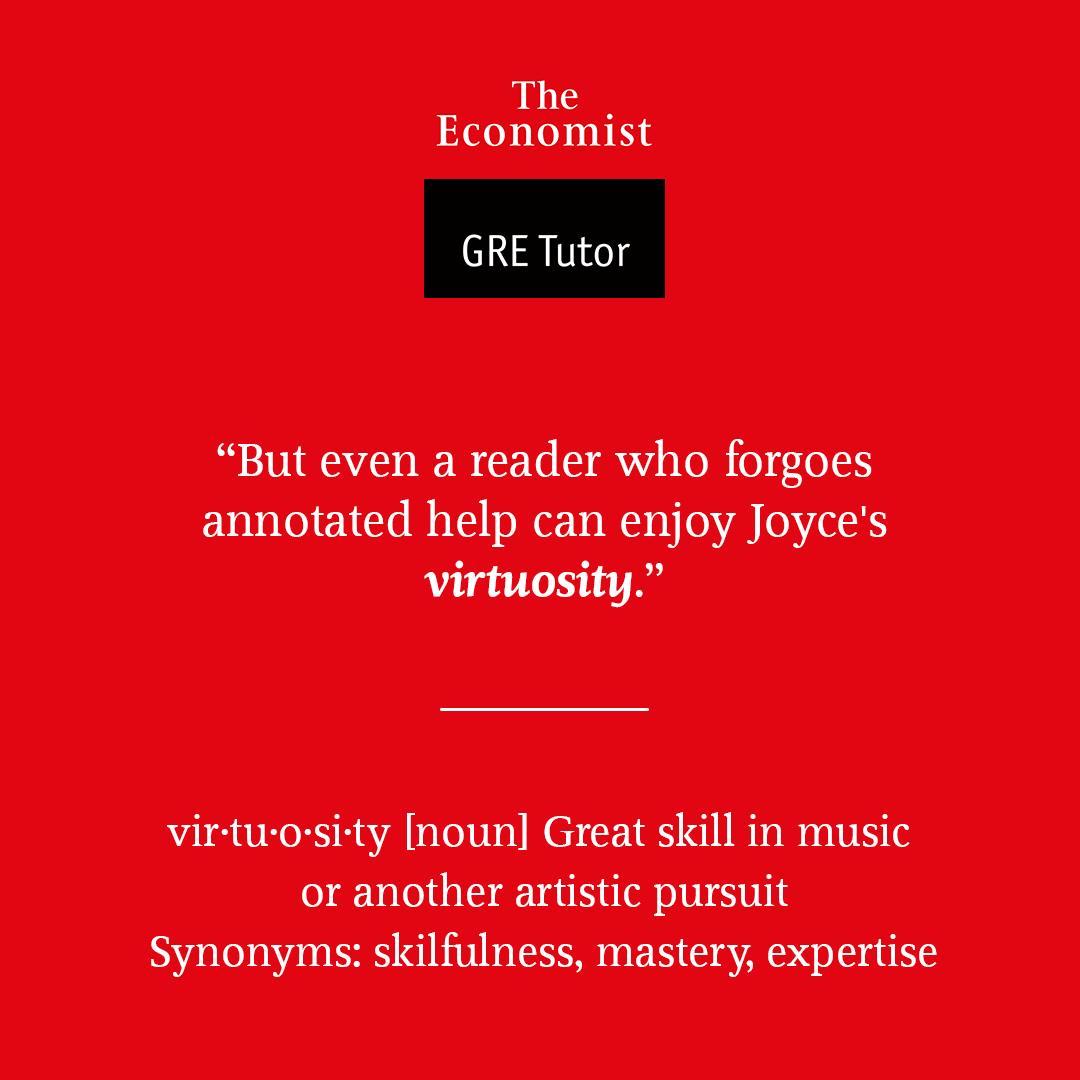 The
Economist
GRE Tutor
“But even a reader who forgoes
annotated help can enjoy Joyce's
virtuosity.”
vir·tu·o·si·ty [noun] Great skill in music
or another artistic pursuit
Synonyms: skilfulness, mastery, expertise